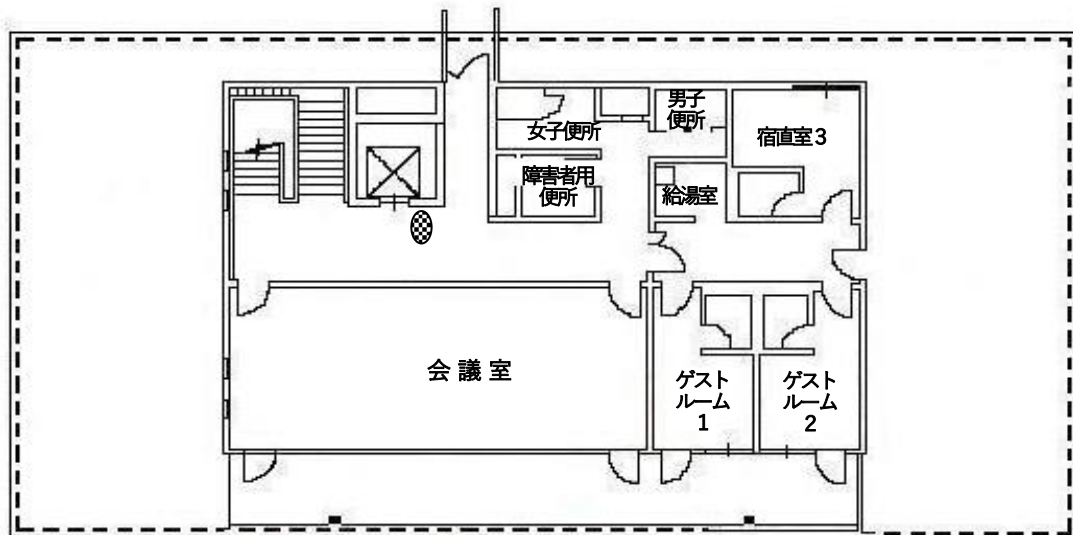 男子
便所
女子便所
宿直室3
障害者用
便所
給湯室
会議室
ゲスト
ルーム
1
ゲスト
ルーム
2